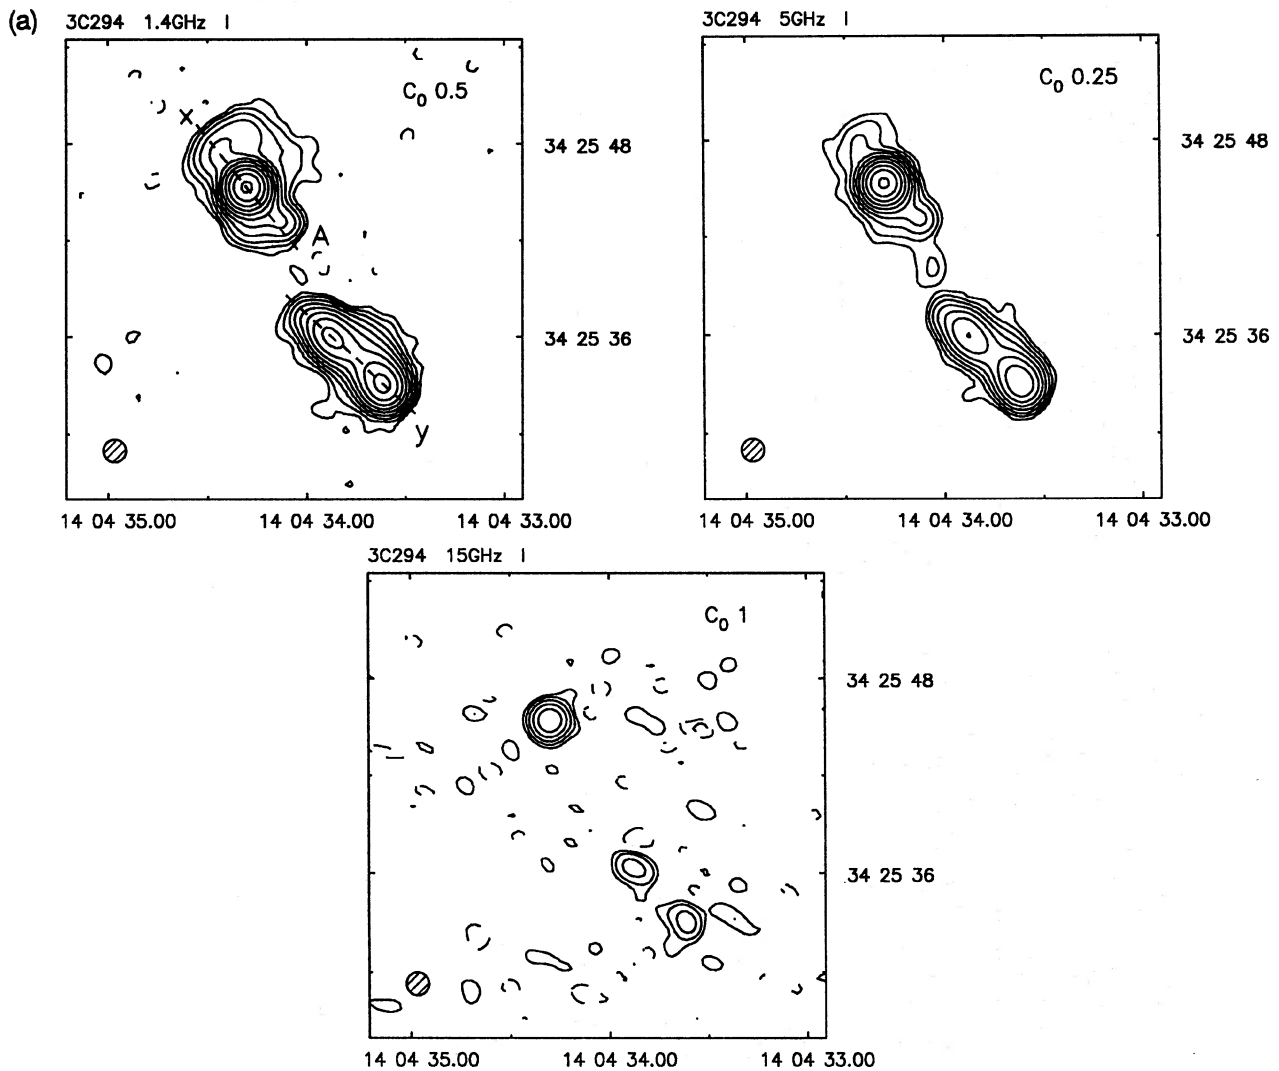 (a)
3C294 1.4GHz I
C₀ 0.5
x
A
y
34 25 48
34 25 36
14 04 35.00 14 04 34.00 14 04 33.00
3C294 5GHz I
C₀ 0.25
34 25 48
34 25 36
14 04 35.00 14 04 34.00 14 04 33.00
3C294 15GHz I
C₀ 1
34 25 48
34 25 36
14 04 35.00 14 04 34.00 14 04 33.00